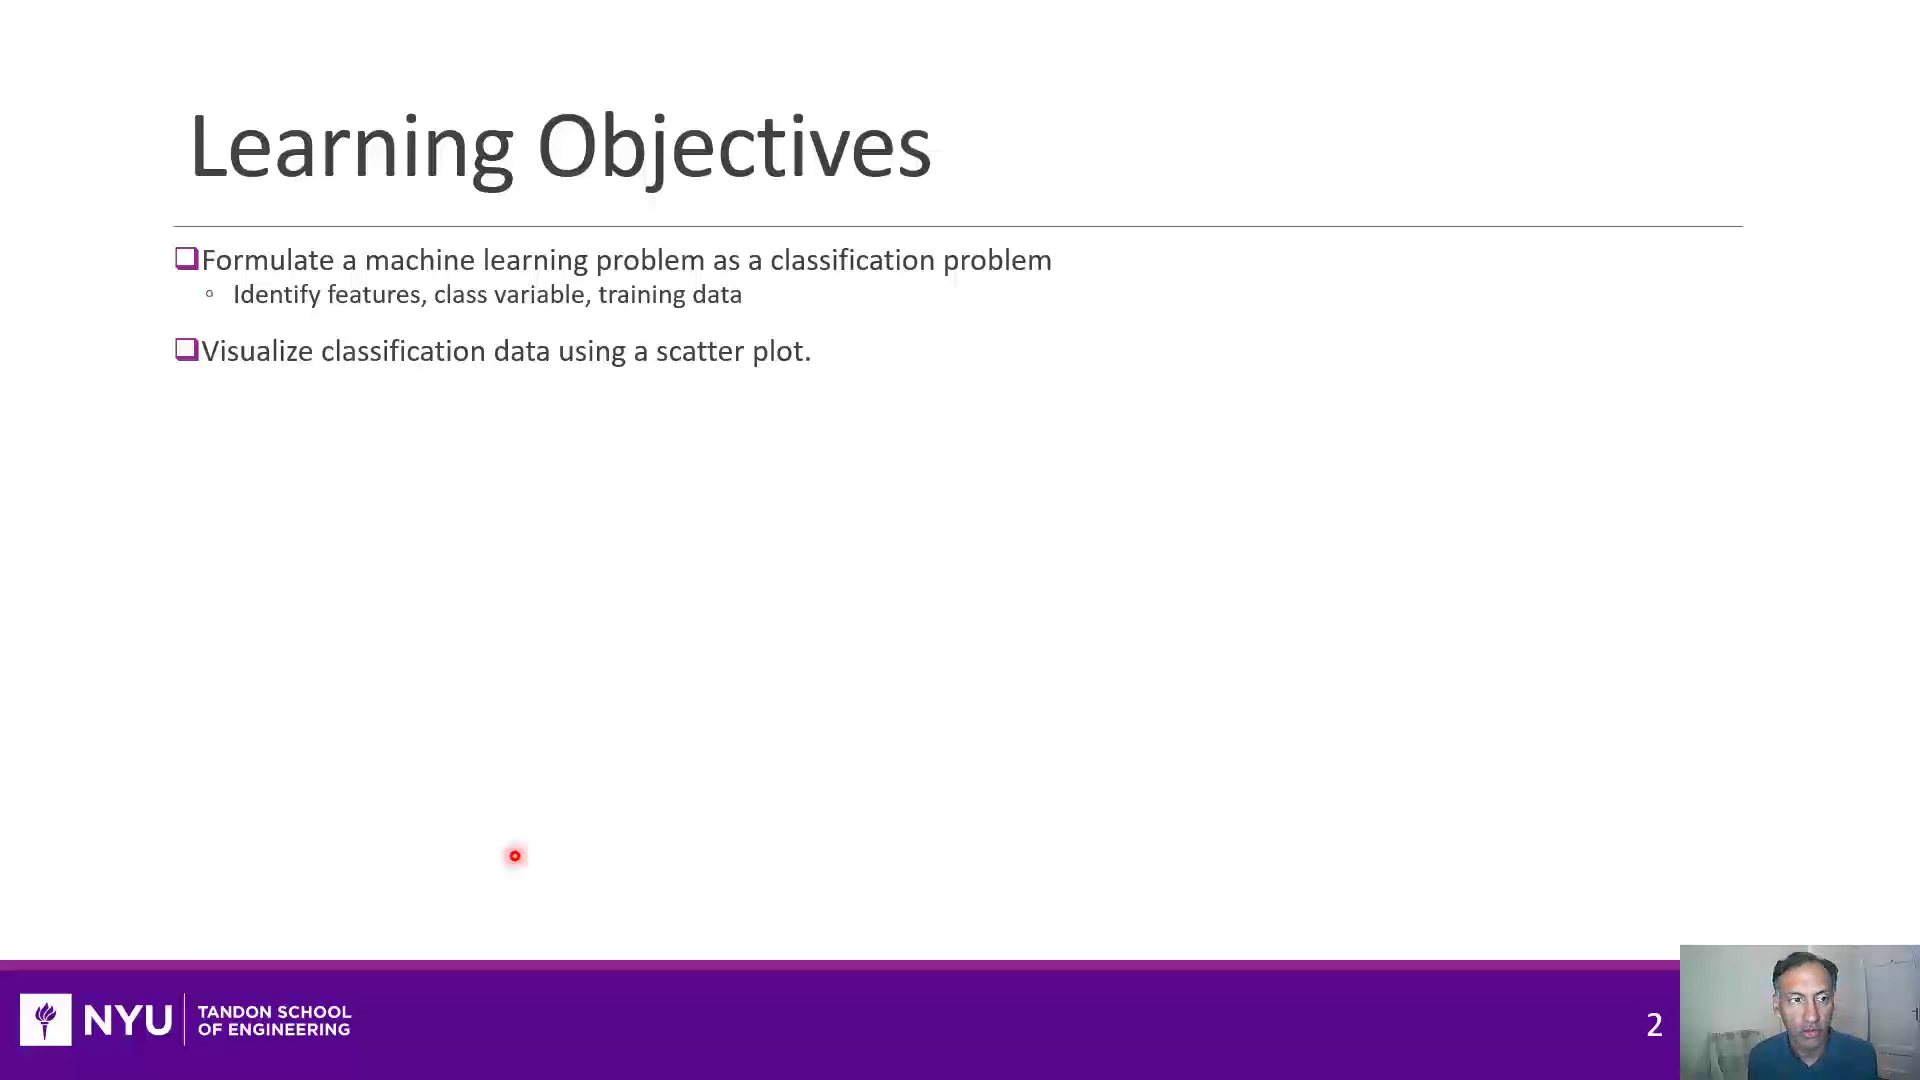 Learning Objectives
❑Formulate a machine learning problem as a classification problem
◦ Identify features, class variable, training data
❑Visualize classification data using a scatter plot.
NYU
TANDON SCHOOL
OF ENGINEERING
2